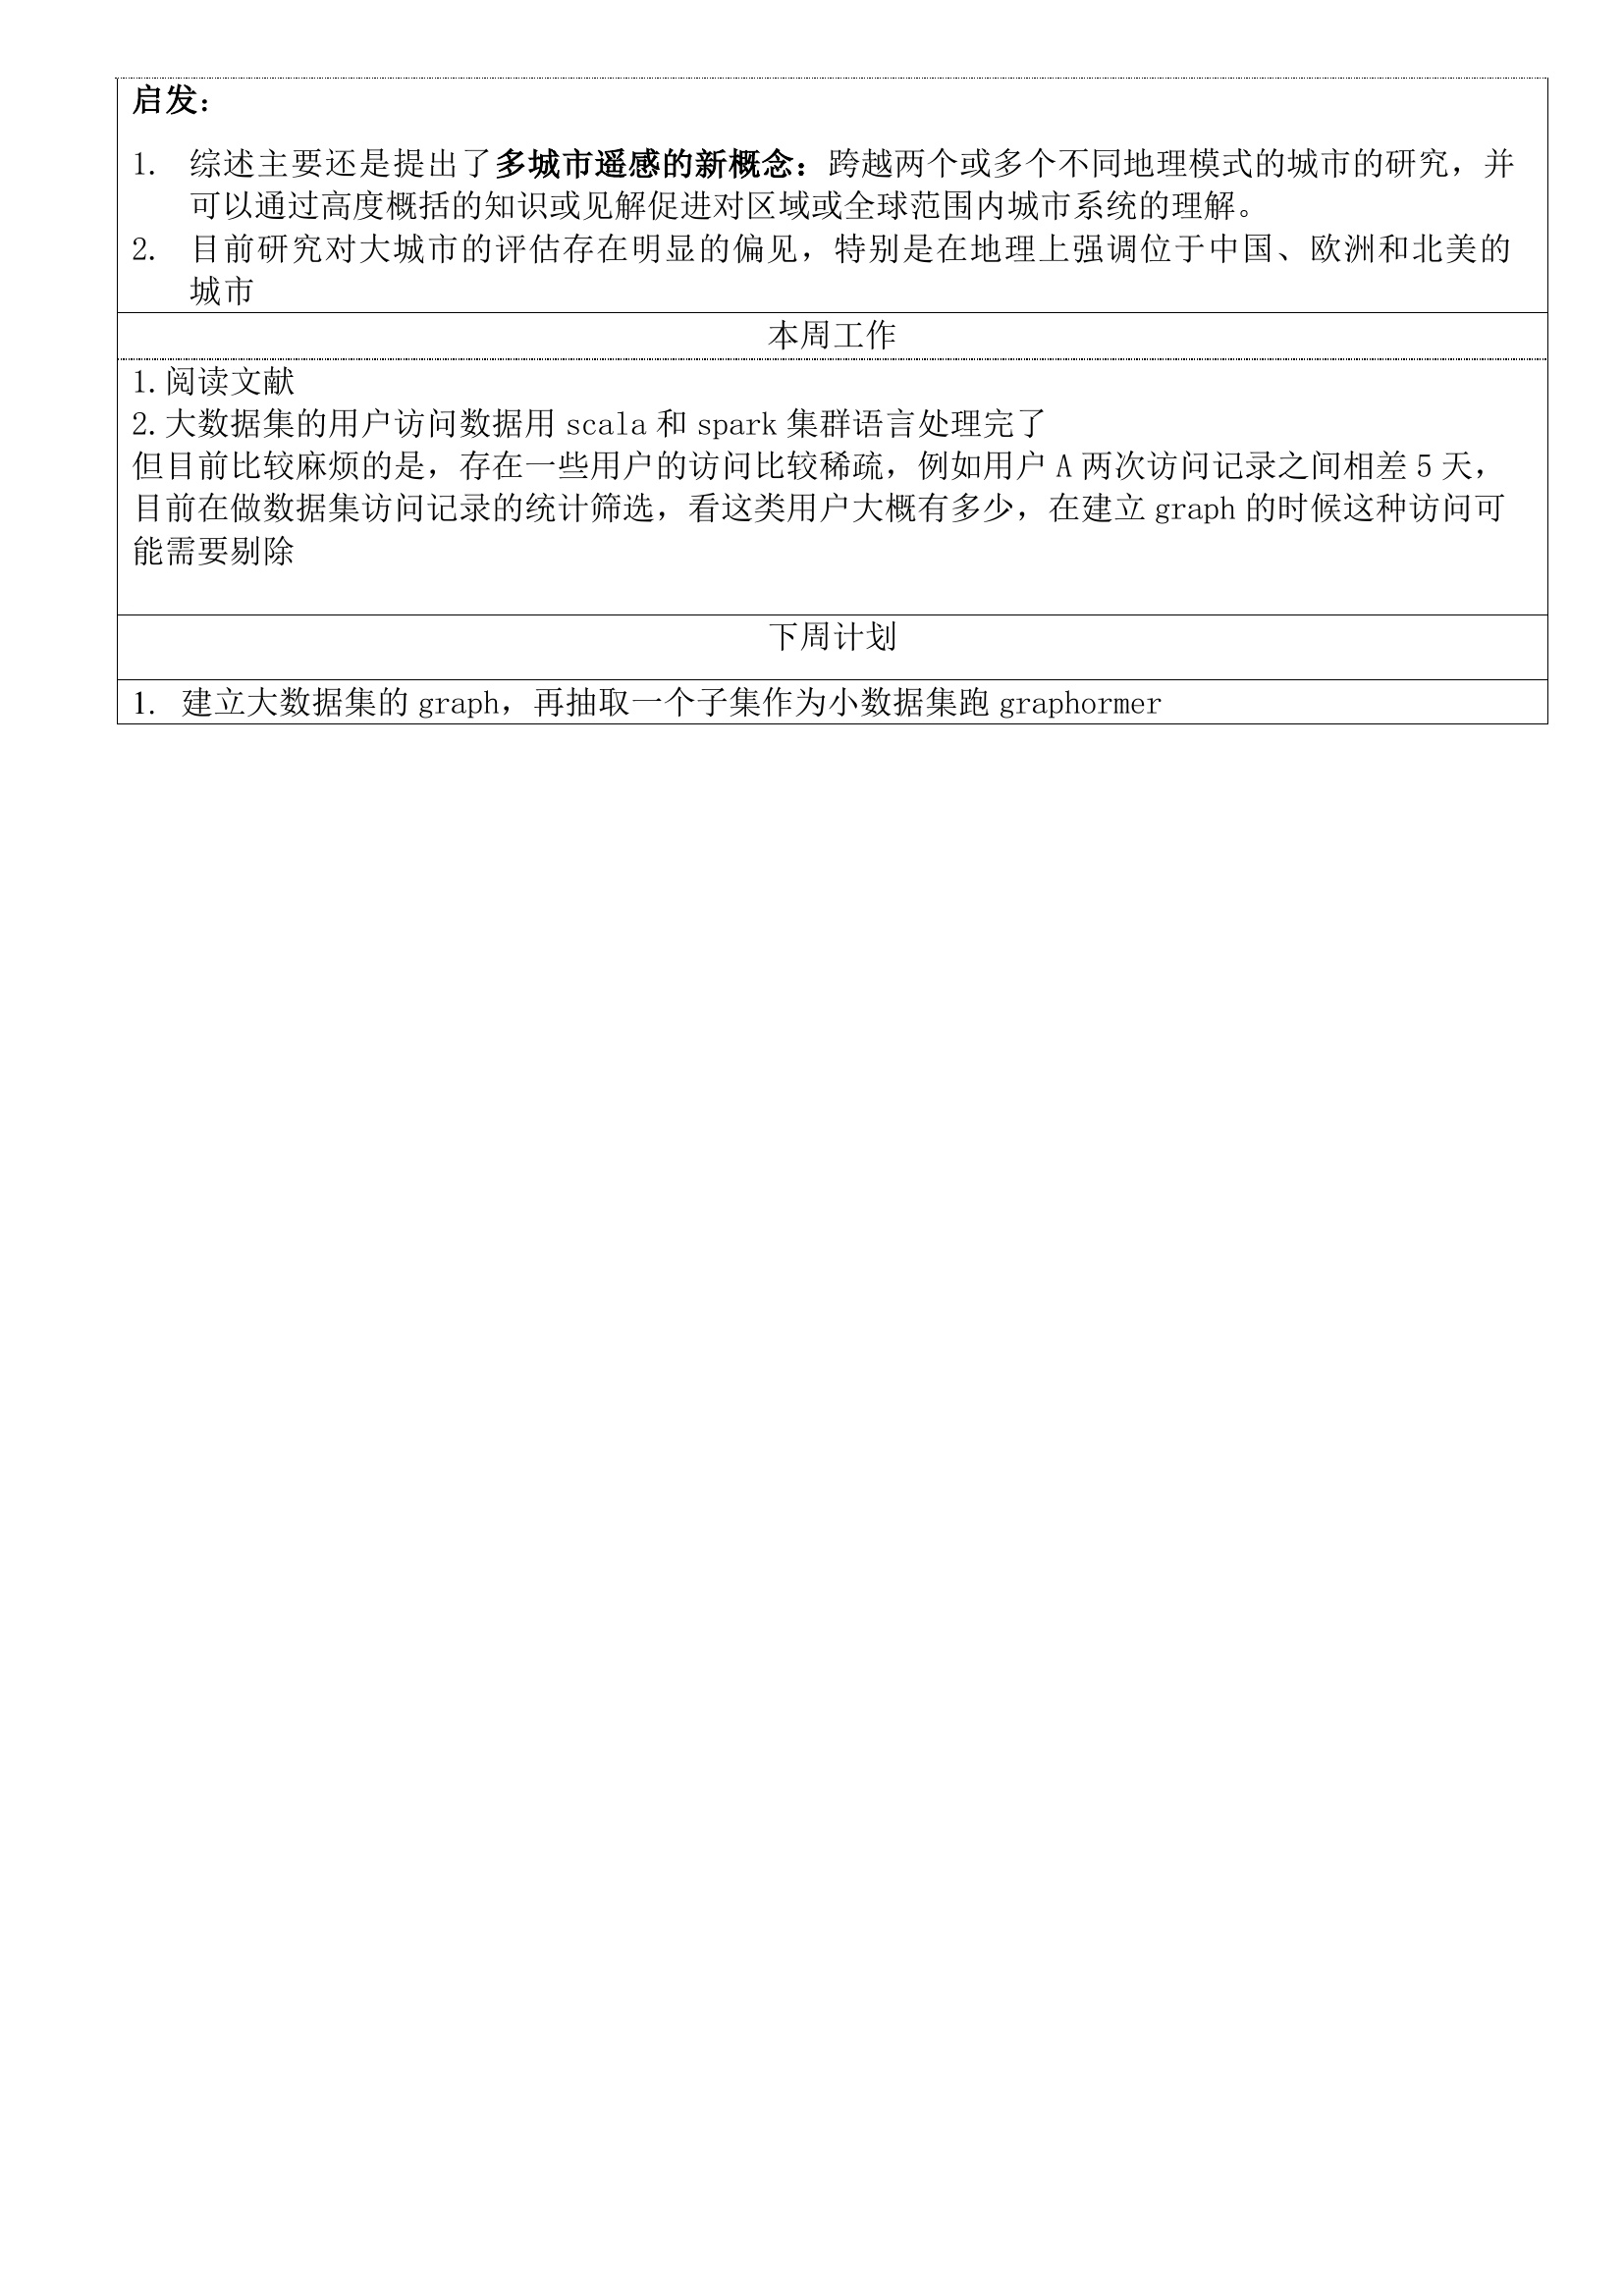 启发：
1. 综述主要还是提出了多城市遥感的新概念：跨越两个或多个不同地理模式的城市的研究，并
可以通过高度概括的知识或见解促进对区域或全球范围内城市系统的理解。
2. 目前研究对大城市的评估存在明显的偏见，特别是在地理上强调位于中国、欧洲和北美的
城市
本周工作
1.阅读文献
2.大数据集的用户访问数据用 scala 和 spark 集群语言处理完了
但目前比较麻烦的是，存在一些用户的访问比较稀疏，例如用户 A 两次访问记录之间相差 5 天，
目前在做数据集访问记录的统计筛选，看这类用户大概有多少，在建立 graph 的时候这种访问可
能需要剔除
下周计划
1. 建立大数据集的 graph，再抽取一个子集作为小数据集跑 graphormer